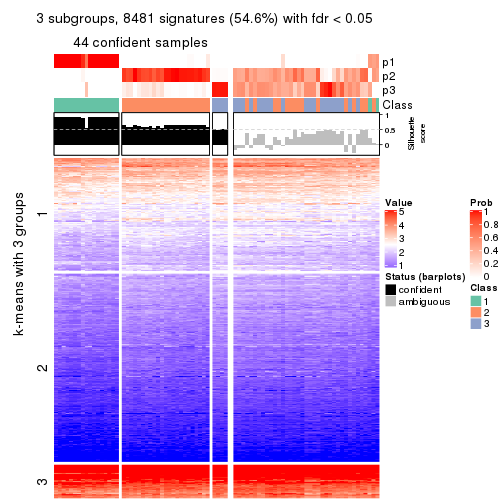 3 subgroups, 8481 signatures (54.6%) with fdr < 0.05
44 confident samples
p1
p2
p3
Class
1
0.5
0
Silhouette
score
k-means with 3 groups
1
2
3
Value
5
4
3
2
1
Status (barplots)
confident
ambiguous
Prob
1
0.8
0.6
0.4
0.2
0
Class
1
2
3